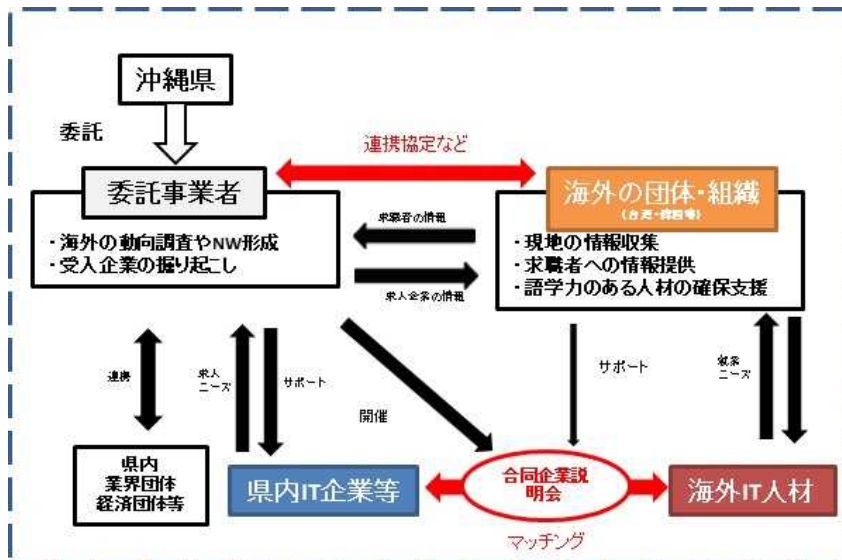 沖縄県
委託
連携協定など
委託事業者
海外の団体・組織
(台湾・韓国等)
・海外の動向調査やNW形成
・受入企業の掘り起こし
求職者の情報
求人企業の情報
・現地の情報収集
・求職者への情報提供
・語学力のある人材の確保支援
連携
求人
ニーズ
サポート
開催
サポート
就業
ニーズ
県内
業界団体
経済団体等
県内IT企業等
合同企業説
明会
海外IT人材
マッチング